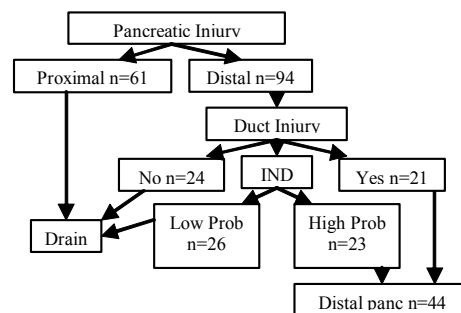 Pancreatic Injury
Proximal n=61
Distal n=94
Duct Injury
No n=24
IND
Yes n=21
Drain
Low Prob
n=26
High Prob
n=23
Distal panc n=44